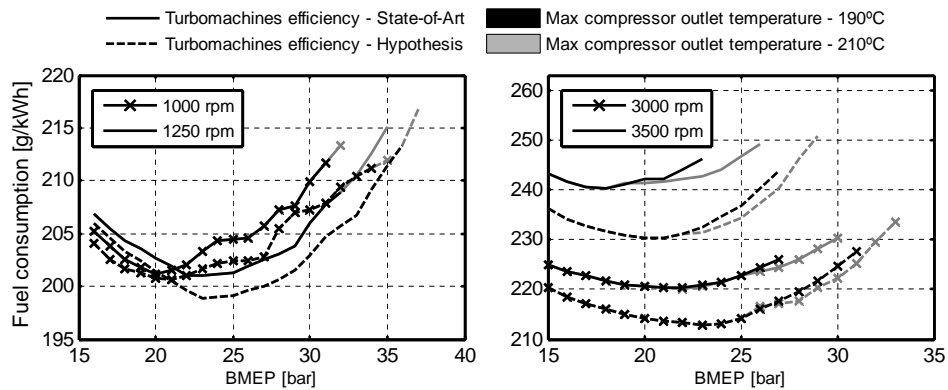 Turbomachines efficiency - State-of-Art
Max compressor outlet temperature - 190ºC
Turbomachines efficiency - Hypothesis
Max compressor outlet temperature - 210ºC
Fuel consumption [g/kWh]
220
215
210
205
200
195
1000 rpm
1250 rpm
15
20
25
30
35
40
BMEP [bar]
260
250
240
230
220
210
3000 rpm
3500 rpm
15
20
25
30
35
BMEP [bar]